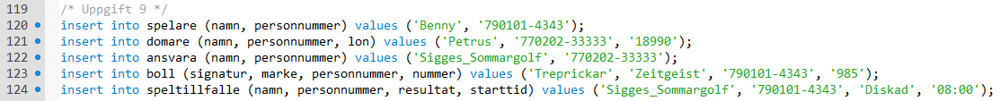 119 /* Uppgift 9 */
120 insert into spelare (namn, personnummer) values ('Benny', '790101-4343');
121 insert into domare (namn, personnummer, lon) values ('Petrus', '770202-33333', '18990');
122 insert into ansvara (namn, personnummer) values ('Sigges_Sommargolf', '770202-33333');
123 insert into boll (signatur, marke, personnummer, nummer) values ('Treprickar', 'Zeitgeist', '790101-4343', '985');
124 insert into speltillfalle (namn, personnummer, resultat, starttid) values ('Sigges_Sommargolf', '790101-4343', 'Diskad', '08:00');